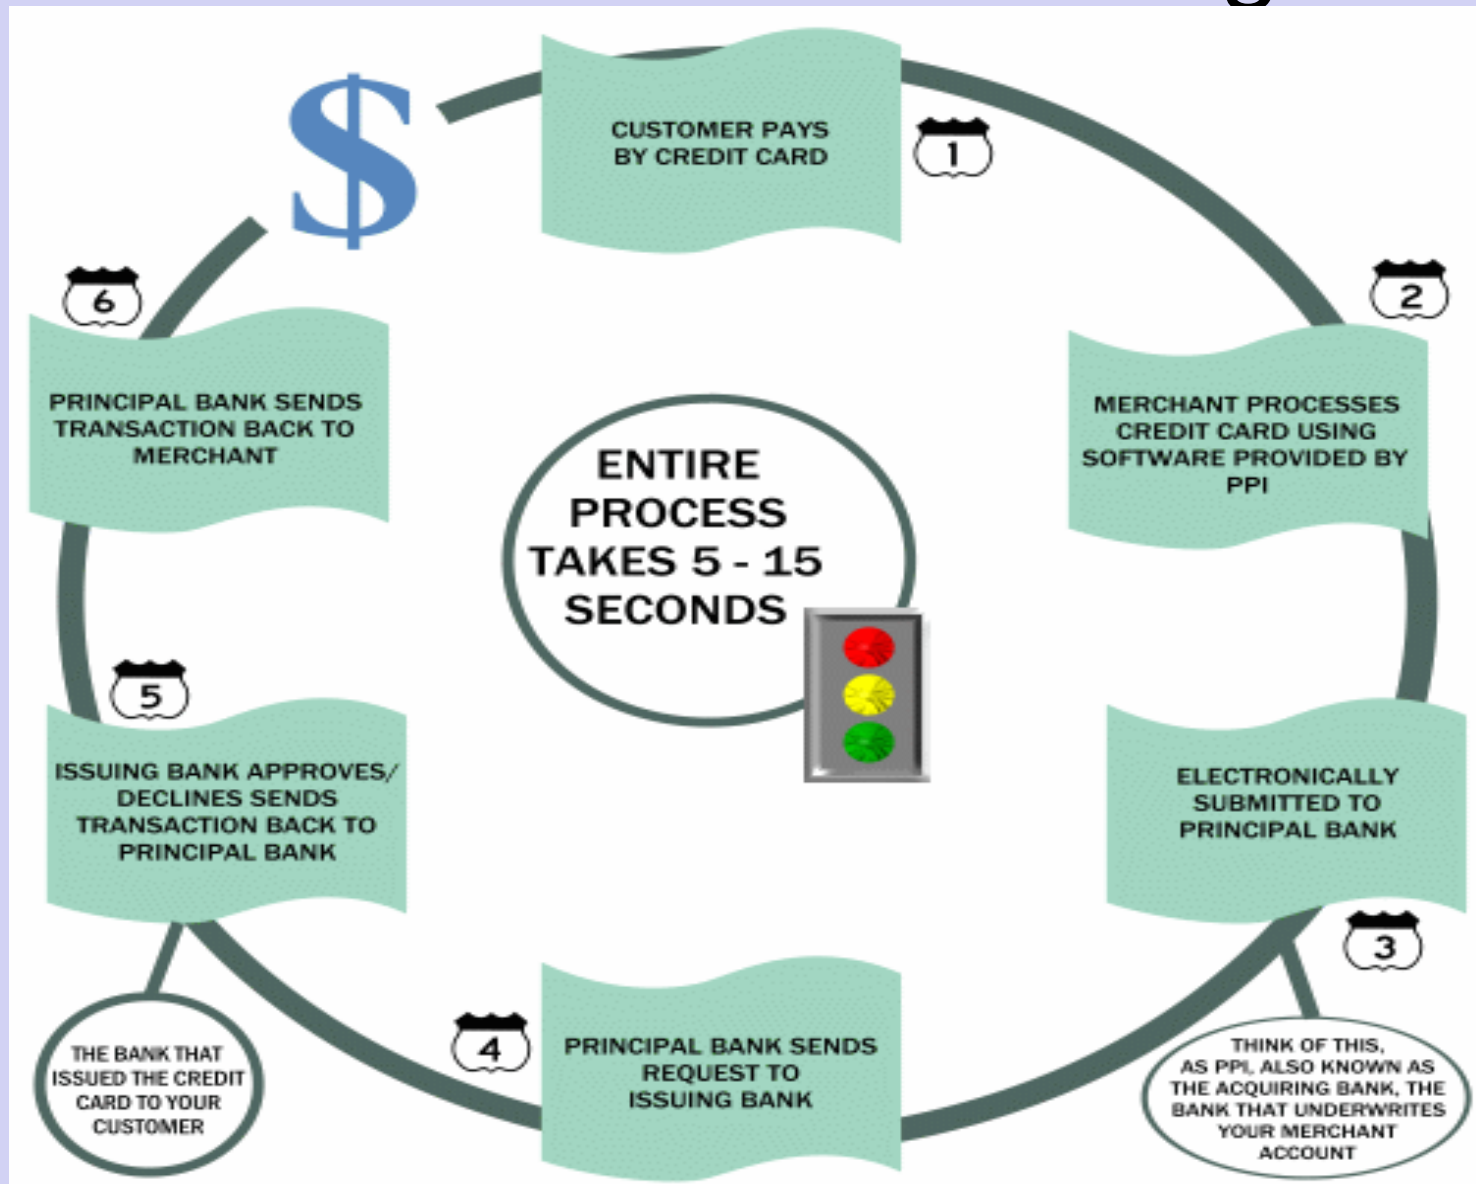 $
CUSTOMER PAYS
BY CREDIT CARD
1
2
MERCHANT PROCESSES
CREDIT CARD USING
SOFTWARE PROVIDED BY
PPI
ELECTRONICALLY
SUBMITTED TO
PRINCIPAL BANK
3
THINK OF THIS,
AS PPI, ALSO KNOWN AS
THE ACQUIRING BANK, THE
BANK THAT UNDERWRITES
YOUR MERCHANT
ACCOUNT
4
PRINCIPAL BANK SENDS
REQUEST TO
ISSUING BANK
5
ISSUING BANK APPROVES/
DECLINES SENDS
TRANSACTION BACK TO
PRINCIPAL BANK
THE BANK THAT
ISSUED THE CREDIT
CARD TO YOUR
CUSTOMER
6
PRINCIPAL BANK SENDS
TRANSACTION BACK TO
MERCHANT
ENTIRE
PROCESS
TAKES 5 - 15
SECONDS